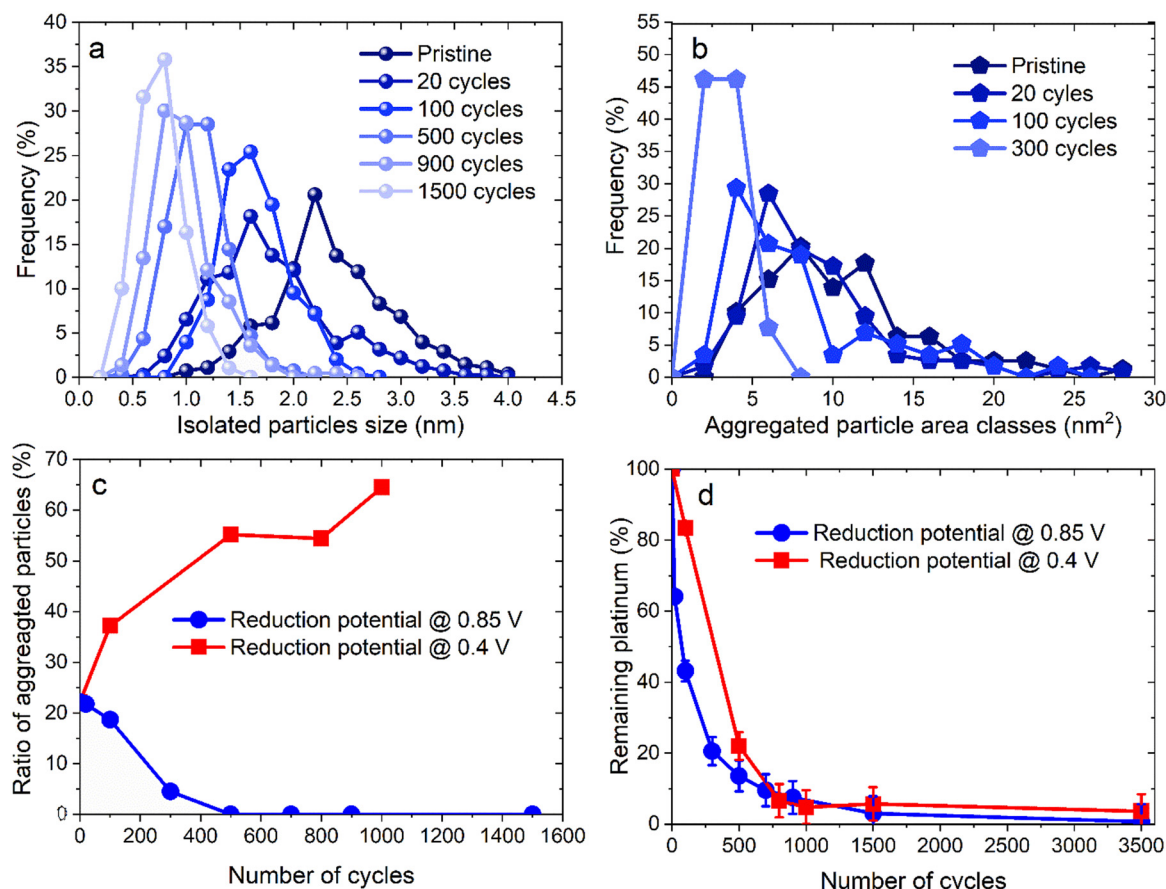 a
Pristine
20 cycles
100 cycles
500 cycles
900 cycles
1500 cycles
Frequency (%)
40
35
30
25
20
15
10
5
0
0.0 0.5 1.0 1.5 2.0 2.5 3.0 3.5 4.0 4.5
Isolated particles size (nm)
b
Pristine
20 cyles
100 cycles
300 cycles
Frequency (%)
55
50
45
40
35
30
25
20
15
10
5
0
0 5 10 15 20 25 30
Aggregated particle area classes (nm²)
c
Reduction potential @ 0.85 V
Reduction potential @ 0.4 V
Ratio of aggreagted particles (%)
70
60
50
40
30
20
10
0
0 200 400 600 800 1000 1200 1400 1600
Number of cycles
d
Reduction potential @ 0.85 V
Reduction potential @ 0.4 V
Remaining platinum (%)
100
80
60
40
20
0
0 500 1000 1500 2000 2500 3000 3500
Number of cycles